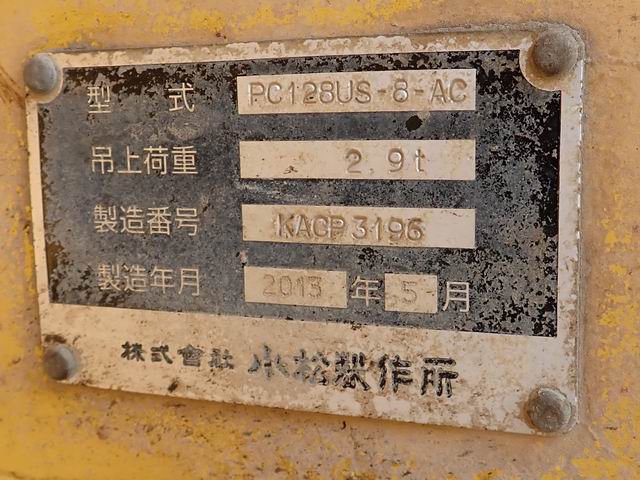 型式 PC128US-8-AC
吊上荷重 2.9t
製造番号 KACP3196
製造年月 2013年5月
株式會社 小松製作所